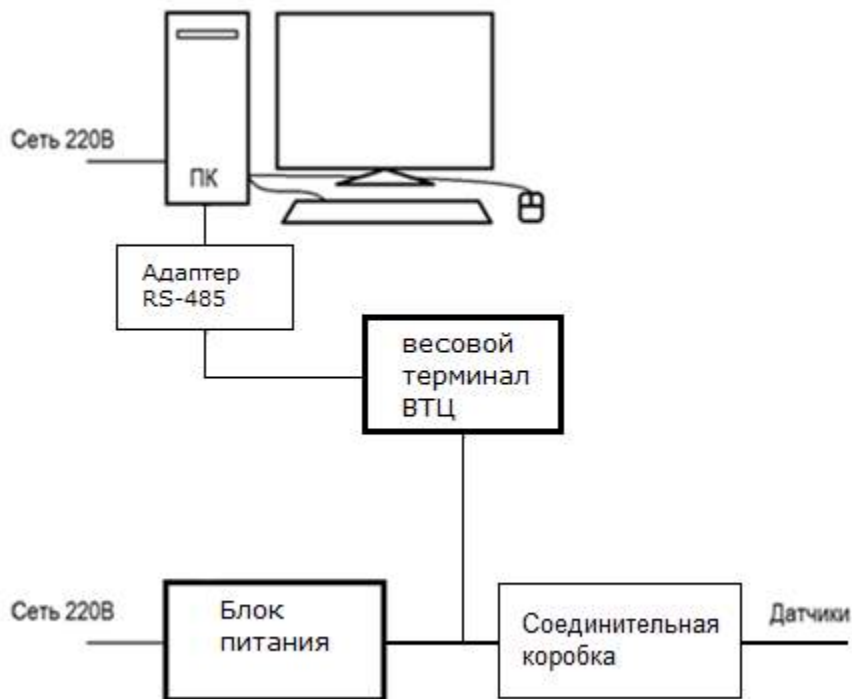 Сеть 220В
ПК
Адаптер
RS-485
весовой
терминал
ВТЦ
Сеть 220В
Блок
питания
Соединительная
коробка
Датчики